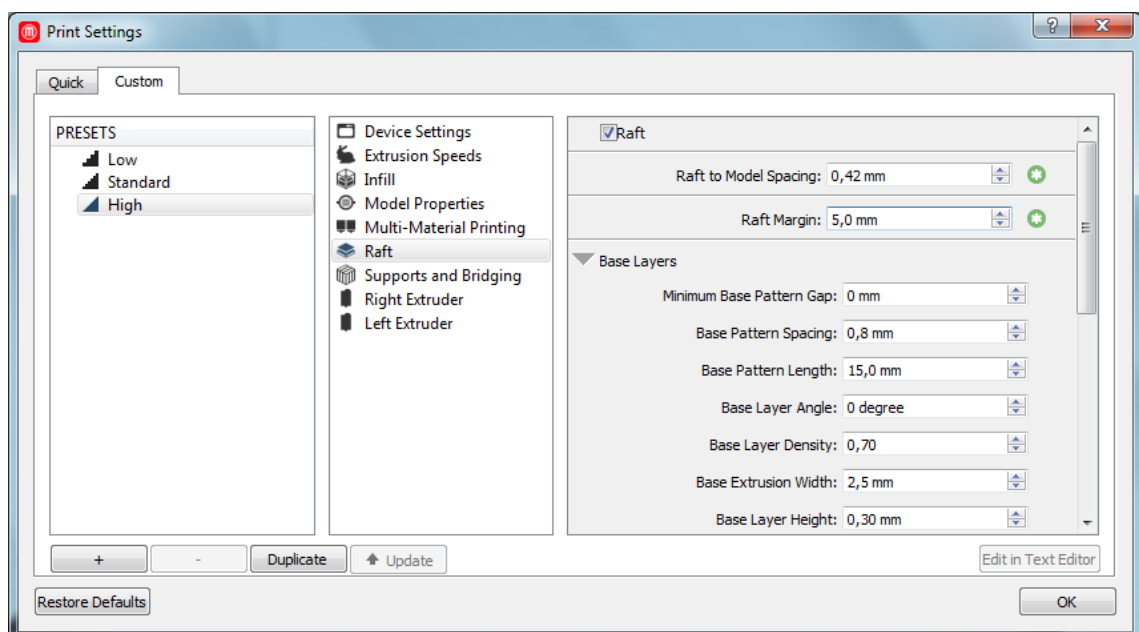 Print Settings
Quick
Custom
PRESETS
Low
Standard
High
Device Settings
Extrusion Speeds
Infill
Model Properties
Multi-Material Printing
Raft
Supports and Bridging
Right Extruder
Left Extruder
Raft
Raft to Model Spacing: 0,42 mm
Raft Margin: 5,0 mm
Base Layers
Minimum Base Pattern Gap: 0 mm
Base Pattern Spacing: 0,8 mm
Base Pattern Length: 15,0 mm
Base Layer Angle: 0 degree
Base Layer Density: 0,70
Base Extrusion Width: 2,5 mm
Base Layer Height: 0,30 mm
+ - Duplicate Update Edit in Text Editor
Restore Defaults OK